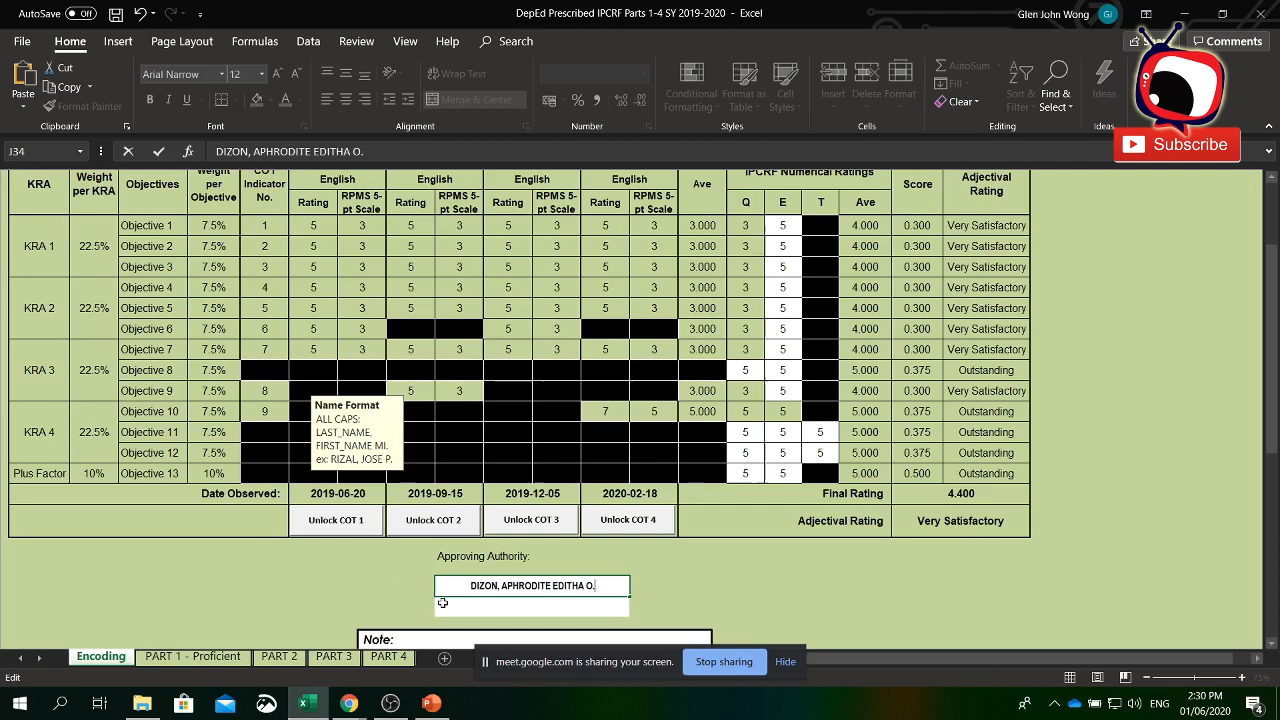 AutoSave Off DepEd Prescribed IPCRF Parts 1-4 SY 2019-2020 - Excel Glen John Wong GJ
File Home Insert Page Layout Formulas Data Review View Help Search Share Comments
Cut
Copy
Format Painter
Paste
Arial Narrow 12
Wrap Text
Merge & Center
Conditional Formatting
Format as Table
Cell Styles
Insert Delete Format
AutoSum
Fill
Clear
Sort & Filter
Find & Select
Ideas
Clipboard Font Alignment Number Styles Cells Editing Ideas
Subscribe
J34 DIZON, APHRODITE EDITHA O.
KRA Weight per KRA Objectives Weight per Objective COT Indicator No. English English English English Ave IPCRF Numerical Ratings Score Adjectival Rating
Rating RPMS 5-pt Scale Rating RPMS 5-pt Scale Rating RPMS 5-pt Scale Rating RPMS 5-pt Scale Q E T Ave
KRA 1 22.5%
Objective 1 7.5% 1 5 3 5 3 5 3 5 3 3.000 3 5 4.000 0.300 Very Satisfactory
Objective 2 7.5% 2 5 3 5 3 5 3 5 3 3.000 3 5 4.000 0.300 Very Satisfactory
Objective 3 7.5% 3 5 3 5 3 5 3 5 3 3.000 3 5 4.000 0.300 Very Satisfactory
KRA 2 22.5%
Objective 4 7.5% 4 5 3 5 3 5 3 5 3 3.000 3 5 4.000 0.300 Very Satisfactory
Objective 5 7.5% 5 5 3 5 3 5 3 5 3 3.000 3 5 4.000 0.300 Very Satisfactory
Objective 6 7.5% 6 5 3 5 3 3.000 3 5 4.000 0.300 Very Satisfactory
KRA 3 22.5%
Objective 7 7.5% 7 5 3 5 3 5 3 5 3 3.000 3 5 4.000 0.300 Very Satisfactory
Objective 8 7.5% 5 5 5.000 0.375 Outstanding
Objective 9 7.5% 8 5 3 3.000 3 5 4.000 0.300 Very Satisfactory
KRA 4 22.5%
Objective 10 7.5% 9 7 5 5.000 5 5 5.000 0.375 Outstanding
Objective 11 7.5% 5 5 5 5.000 0.375 Outstanding
Objective 12 7.5% 5 5 5 5.000 0.375 Outstanding
Plus Factor 10% Objective 13 10% 5 5 5.000 0.500 Outstanding
Name Format
ALL CAPS:
LAST_NAME,
FIRST_NAME MI.
ex: RIZAL, JOSE P.
Date Observed: 2019-06-20 2019-09-15 2019-12-05 2020-02-18 Final Rating 4.400
Unlock COT 1 Unlock COT 2 Unlock COT 3 Unlock COT 4 Adjectival Rating Very Satisfactory
Approving Authority:
DIZON, APHRODITE EDITHA O.
Note:
Encoding PART 1 - Proficient PART 2 PART 3 PART 4
meet.google.com is sharing your screen. Stop sharing Hide
Edit 75%
2:30 PM
01/06/2020
4